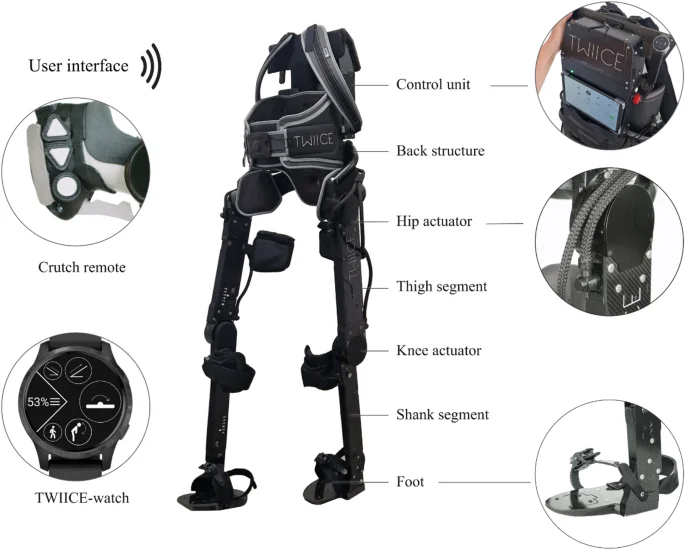 User interface
Crutch remote
53%
TWIICE-watch
TWIICE
Control unit
Back structure
Hip actuator
Thigh segment
Knee actuator
Shank segment
Foot
TWIICE